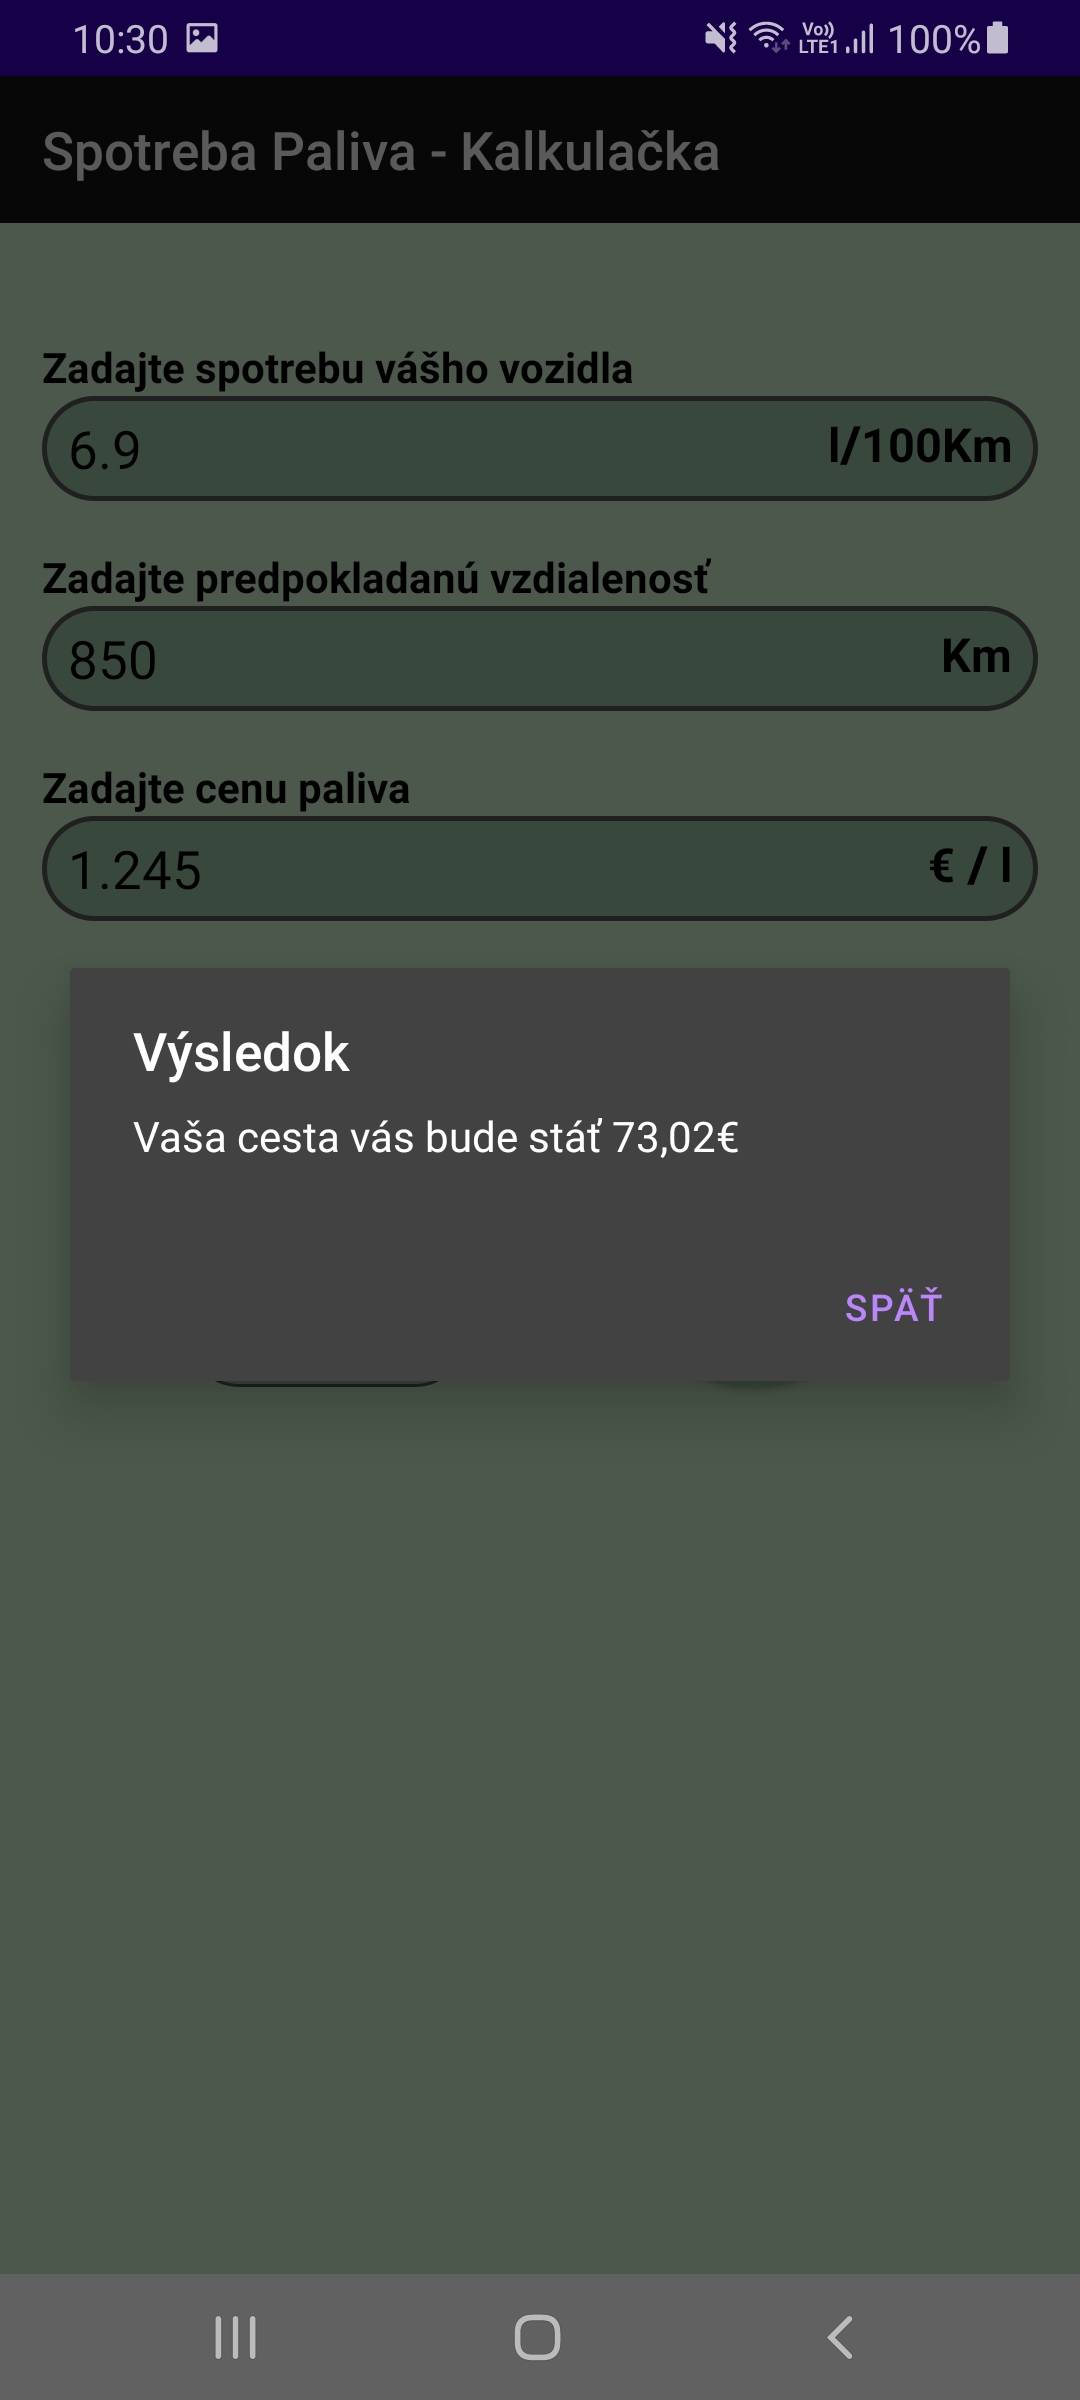 10:30 Vo)) LTE1 100%
Spotreba Paliva - Kalkulačka
Zadajte spotrebu vášho vozidla
6.9 l/100Km
Zadajte predpokladanú vzdialenosť
850 Km
Zadajte cenu paliva
1.245 € / l
Výsledok
Vaša cesta vás bude stáť 73,02€
SPÄŤ